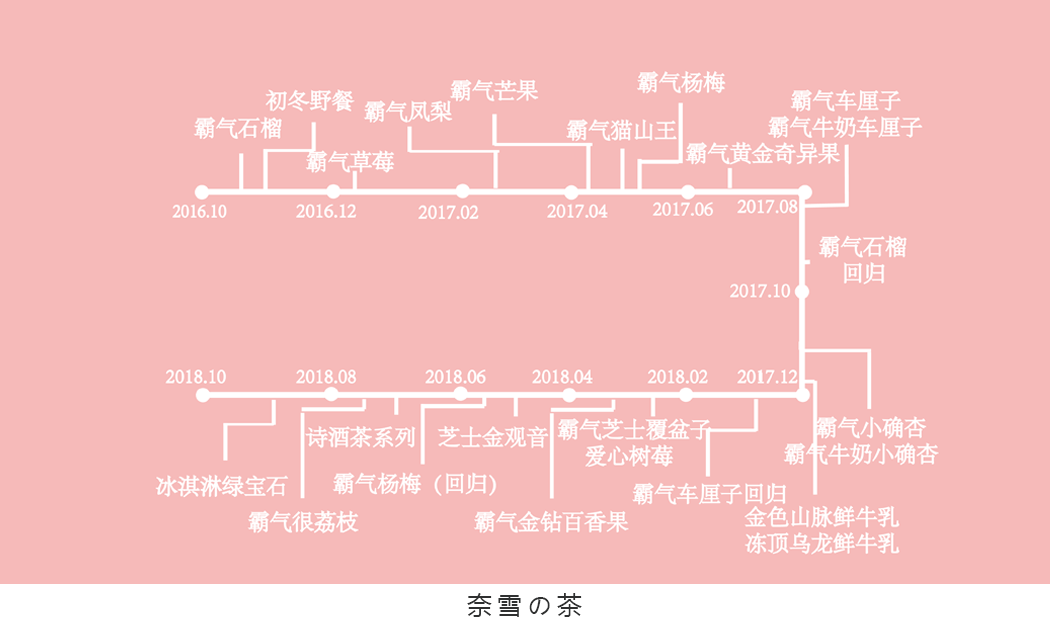 霸气杨梅
霸气芒果
初冬野餐
霸气凤梨
霸气车厘子
霸气牛奶车厘子
霸气石榴
霸气猫山王
霸气草莓
霸气黄金奇异果
2016.10
2016.12
2017.02
2017.04
2017.06
2017.08
霸气石榴
回归
2017.10
2018.10
2018.08
2018.06
2018.04
2018.02
2017.12
诗酒茶系列
芝士金观音
霸气芝士覆盆子
爱心树莓
霸气小确杏
霸气牛奶小确杏
冰淇淋绿宝石
霸气杨梅（回归）
霸气车厘子回归
霸气很荔枝
霸气金钻百香果
金色山脉鲜牛乳
冻顶乌龙鲜牛乳
奈雪の茶